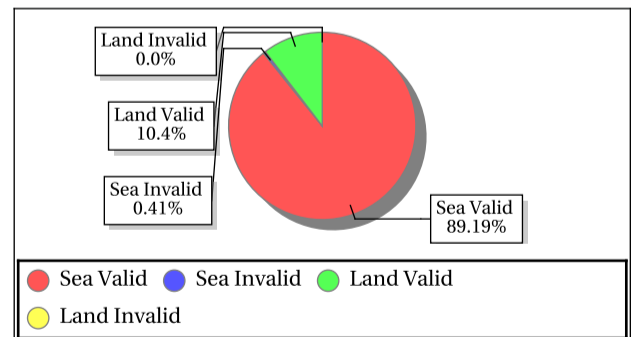 Land Invalid
0.0%
Land Valid
10.4%
Sea Invalid
0.41%
Sea Valid
89.19%
Sea Valid Sea Invalid Land Valid
Land Invalid